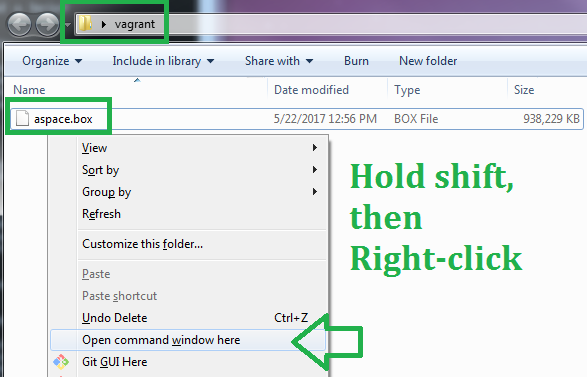 vagrant
Organize Include in library Share with Burn New folder
Name Date modified Type Size
aspace.box 5/22/2017 12:56 PM BOX File 938,229 KB
View
Sort by
Group by
Refresh
Customize this folder...
Paste
Paste shortcut
Undo Delete Ctrl+Z
Open command window here
Git GUI Here
Hold shift,
then
Right-click